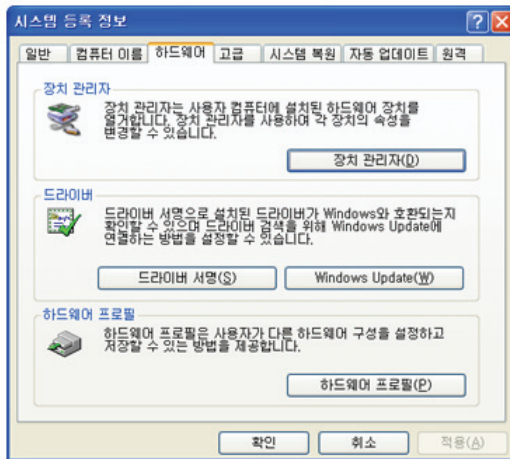 시스템 등록 정보
일반 컴퓨터 이름 하드웨어 고급 시스템 복원 자동 업데이트 원격
장치 관리자
장치 관리자는 사용자 컴퓨터에 설치된 하드웨어 장치를
열거합니다. 장치 관리자를 사용하여 각 장치의 속성을
변경할 수 있습니다.
장치 관리자(D)
드라이버
드라이버 서명으로 설치된 드라이버가 Windows와 호환되는지
확인할 수 있으며 드라이버 검색을 위해 Windows Update에
연결하는 방법을 설정할 수 있습니다.
드라이버 서명(S) Windows Update(W)
하드웨어 프로필
하드웨어 프로필은 사용자가 다른 하드웨어 구성을 설정하고
저장할 수 있는 방법을 제공합니다.
하드웨어 프로필(P)
확인 취소 적용(A)